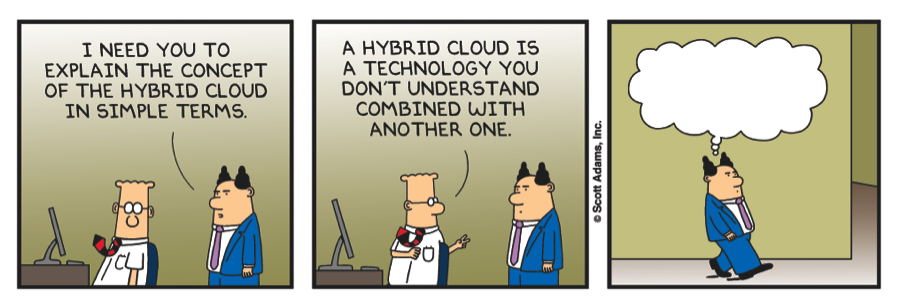 I NEED YOU TO
EXPLAIN THE CONCEPT
OF THE HYBRID CLOUD
IN SIMPLE TERMS.
A HYBRID CLOUD IS
A TECHNOLOGY YOU
DON'T UNDERSTAND
COMBINED WITH
ANOTHER ONE.
© Scott Adams, Inc.